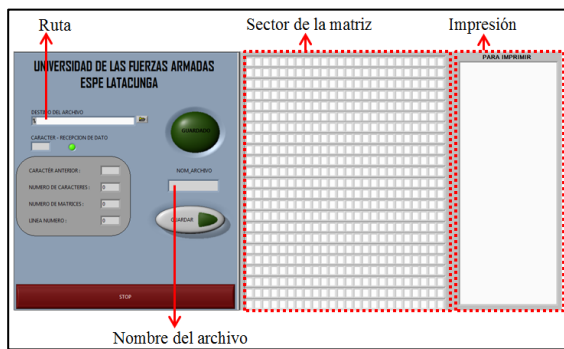 Ruta
Sector de la matriz
Impresión
UNIVERSIDAD DE LAS FUERZAS ARMADAS
ESPE LATACUNGA
PARA IMPRIMIR
DESTINO DEL ARCHIVO
GUARDADO
CARACTER - RECEPCION DE DATO
CARACTÉR ANTERIOR :
NOM_ARCHIVO
NUMERO DE CARACTERES :
0
NUMERO DE MATRICES :
0
LINEA NUMERO :
0
GUARDAR
STOP
Nombre del archivo